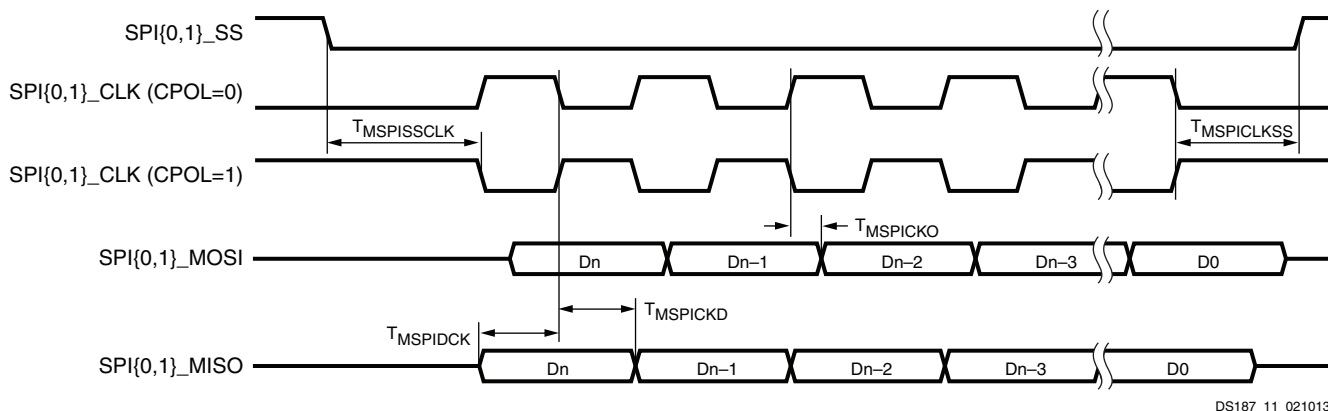 SPI{0,1}_SS
SPI{0,1}_CLK (CPOL=0)
TMSPISSCLK
TMSPICLKSS
SPI{0,1}_CLK (CPOL=1)
TMSPICKO
SPI{0,1}_MOSI
Dn
Dn–1
Dn–2
Dn–3
D0
TMSPICKD
TMSPIDCK
SPI{0,1}_MISO
Dn
Dn–1
Dn–2
Dn–3
D0
DS187_11_021013